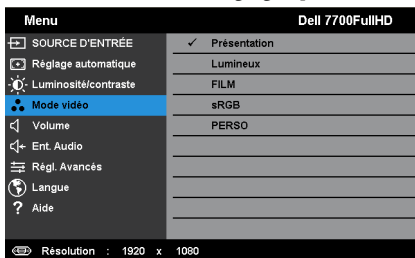 Menu Dell 7700FullHD
SOURCE D'ENTRÉE ✓ Présentation
Réglage automatique Lumineux
Luminosité/contraste FILM
Mode vidéo sRGB
Volume PERSO
Ent. Audio
Régl. Avancés
Langue
? Aide
Résolution : 1920 x 1080